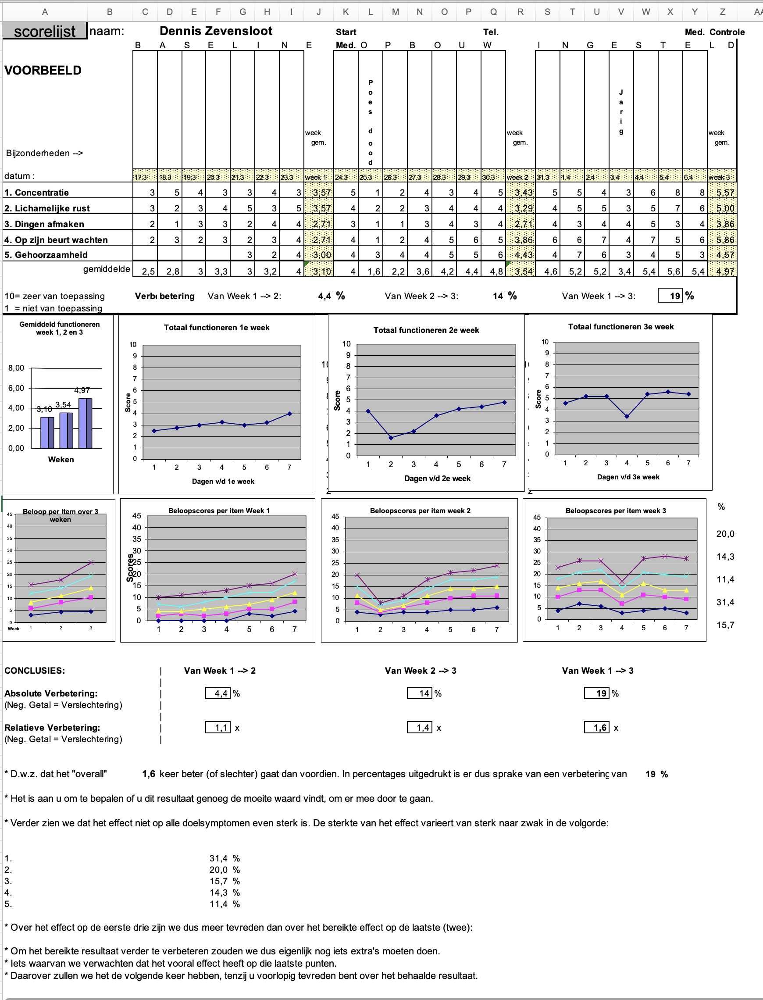 A B C D E F G H I J K L M N O P Q R S T U V W X Y Z
scorelijst naam: Dennis Zevensloot Start Tel. Med. Controle
B A S E L I N E Med. O P B O U W I N G E S T E L D
VOORBEELD
Poes dood
Jarig
week gem. week gem. week gem.
Bijzonderheden -->
datum : 17.3 18.3 19.3 20.3 21.3 22.3 23.3 week 1 24.3 25.3 26.3 27.3 28.3 29.3 30.3 week 2 31.3 1.4 2.4 3.4 4.4 5.4 6.4 week 3
1. Concentratie 3 5 4 3 3 4 3 3,57 5 1 2 4 3 4 5 3,43 5 5 4 3 6 8 8 5,57
2. Lichamelijke rust 3 2 3 4 5 3 5 3,57 4 2 2 3 4 4 4 3,29 4 5 5 3 5 7 6 5,00
3. Dingen afmaken 2 1 3 3 2 4 4 2,71 3 1 1 3 4 3 4 2,71 4 3 4 4 5 3 4 3,86
4. Op zijn beurt wachten 2 3 2 3 2 3 4 2,71 4 1 2 4 5 6 5 3,86 6 6 7 4 7 5 6 5,86
5. Gehoorzaamheid 3 2 4 3,00 4 3 4 4 5 5 6 4,43 4 7 6 3 4 5 3 4,57
gemiddelde 2,5 2,8 3 3,3 3 3,2 4 3,10 4 1,6 2,2 3,6 4,2 4,4 4,8 3,54 4,6 5,2 5,2 3,4 5,4 5,6 5,4 4,97
10= zeer van toepassing Verb betering Van Week 1 --> 2: 4,4 % Van Week 2 --> 3: 14 % Van Week 1 --> 3: 19 %
1 = niet van toepassing
Gemiddeld functioneren
week 1, 2 en 3
8,00
6,00
4,00
2,00
0,00
3,10 3,54 4,97
Weken
Totaal functioneren 1e week
Score
10
9
8
7
6
5
4
3
2
1
0
1 2 3 4 5 6 7
Dagen v/d 1e week
Totaal functioneren 2e week
Score
10
9
8
7
6
5
4
3
2
1
0
1 2 3 4 5 6 7
Dagen v/d 2e week
Totaal functioneren 3e week
Score
10
9
8
7
6
5
4
3
2
1
0
1 2 3 4 5 6 7
Dagen v/d 3e week
Beloop per Item over 3
weken
45
40
35
30
25
20
15
10
5
0
Week 1 2 3
Beloopscores per item Week 1
Scores
45
40
35
30
25
20
15
10
5
0
1 2 3 4 5 6 7
Beloopscores per item week 2
45
40
35
30
25
20
15
10
5
0
1 2 3 4 5 6 7
Beloopscores per item week 3
45
40
35
30
25
20
15
10
5
0
1 2 3 4 5 6 7
%
20,0
14,3
11,4
31,4
15,7
CONCLUSIES: | Van Week 1 --> 2 Van Week 2 --> 3 Van Week 1 --> 3
Absolute Verbetering: | 4,4 % 14 % 19 %
(Neg. Getal = Verslechtering) |
Relatieve Verbetering: | 1,1 x 1,4 x 1,6 x
(Neg. Getal = Verslechtering) |
* D.w.z. dat het "overall" 1,6 keer beter (of slechter) gaat dan voordien. In percentages uitgedrukt is er dus sprake van een verbetering van 19 %
* Het is aan u om te bepalen of u dit resultaat genoeg de moeite waard vindt, om er mee door te gaan.
* Verder zien we dat het effect niet op alle doelsymptomen even sterk is. De sterkte van het effect varieert van sterk naar zwak in de volgorde:
1. 31,4 %
2. 20,0 %
3. 15,7 %
4. 14,3 %
5. 11,4 %
* Over het effect op de eerste drie zijn we dus meer tevreden dan over het bereikte effect op de laatste (twee):
* Om het bereikte resultaat verder te verbeteren zouden we dus eigenlijk nog iets extra's moeten doen.
* Iets waarvan we verwachten dat het vooral effect heeft op die laatste punten.
* Daarover zullen we het de volgende keer hebben, tenzij u voorlopig tevreden bent over het behaalde resultaat.